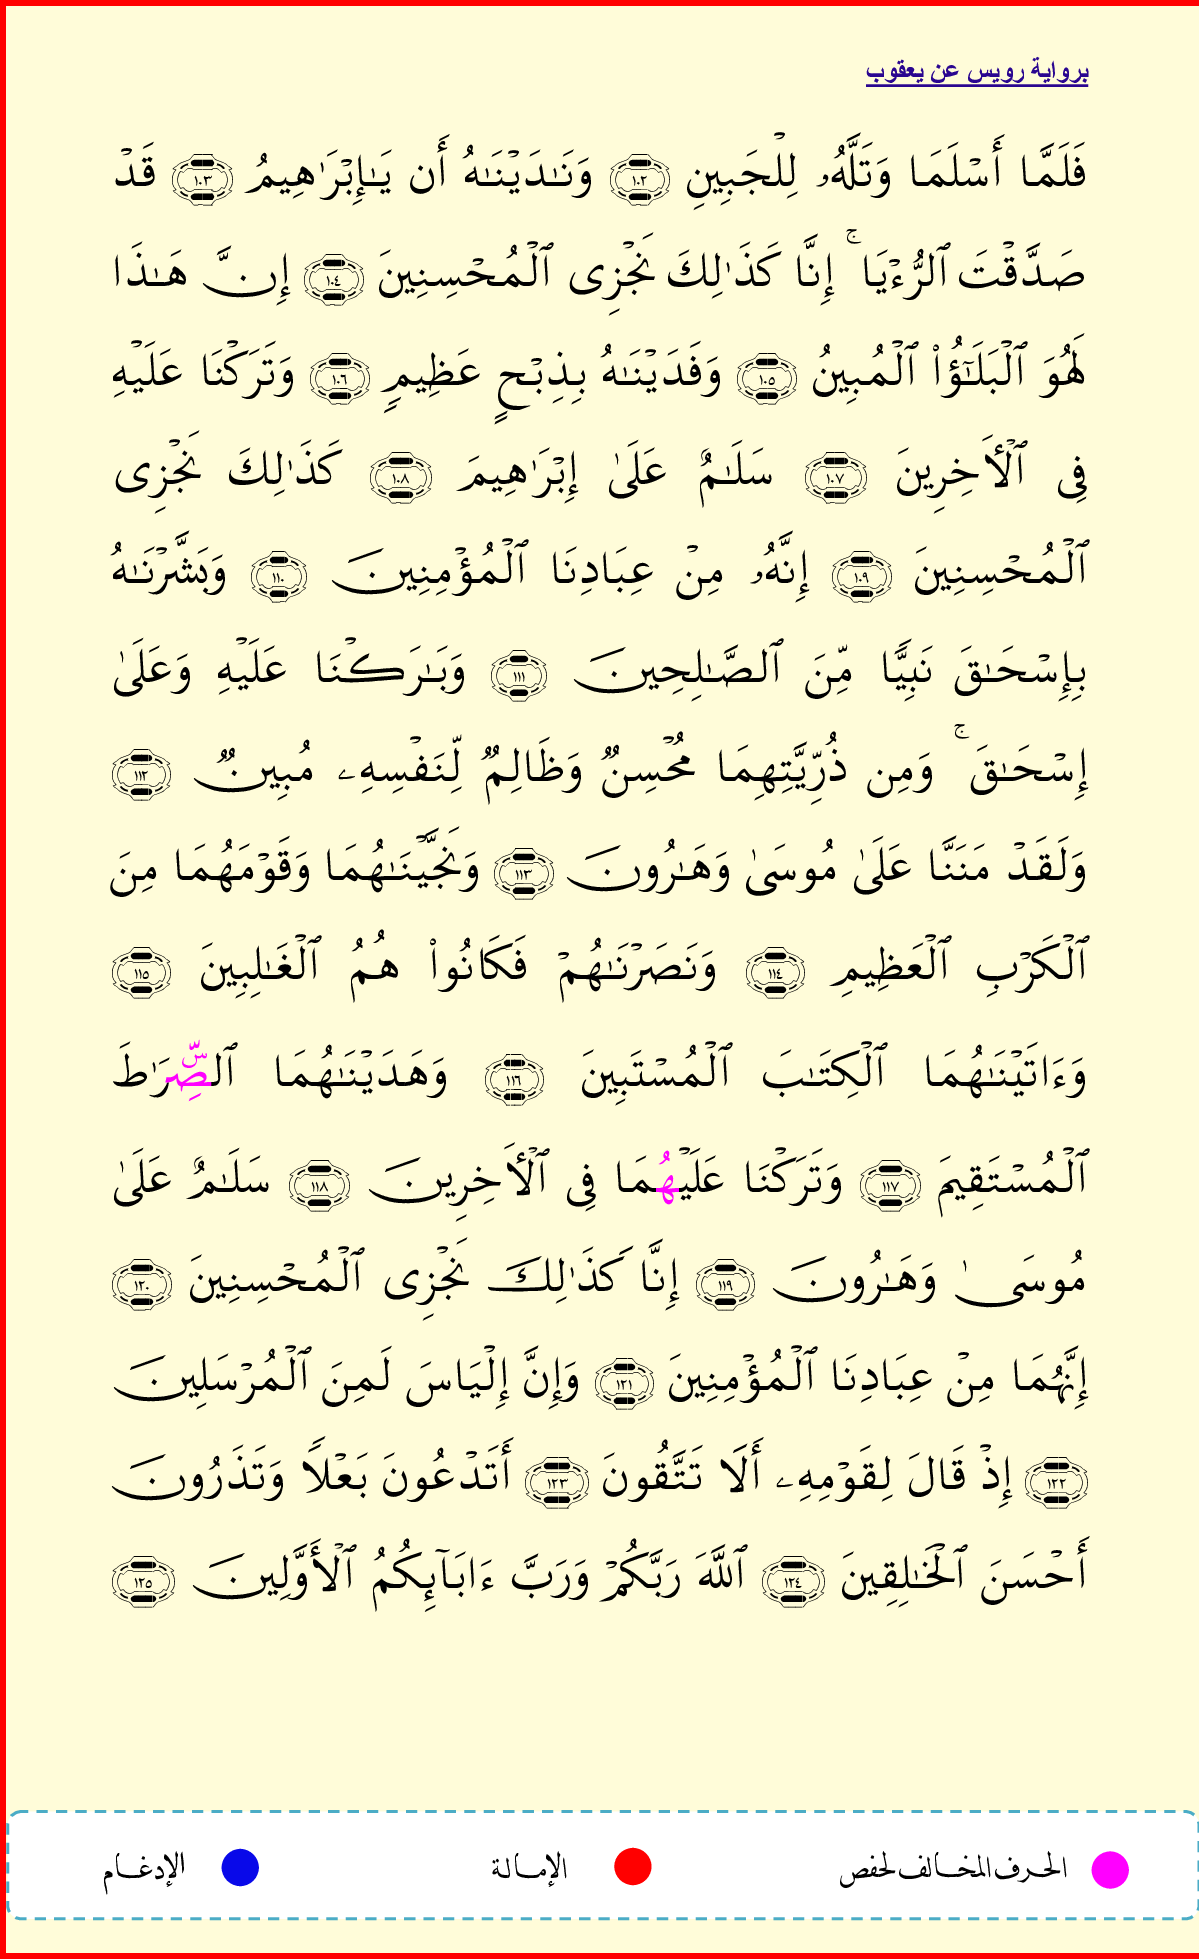 برواية رويس عن يعقوب
فَلَمَّا أَسْلَمَا وَتَلَّهُۥ لِلْجَبِينِ ١٠٢ وَنَـٰدَيْنَـٰهُ أَن يَـٰٓإِبْرَٰهِيمُ ١٠٣ قَدْ
صَدَّقْتَ ٱلرُّءْيَا ۚ إِنَّا كَذَٰلِكَ نَجْزِى ٱلْمُحْسِنِينَ ١٠٤ إِنَّ هَـٰذَا
لَهُوَ ٱلْبَلَـٰٓؤُا۟ ٱلْمُبِينُ ١٠٥ وَفَدَيْنَـٰهُ بِذِبْحٍ عَظِيمٍ ١٠٦ وَتَرَكْنَا عَلَيْهِ
فِى ٱلْأَخِرِينَ ١٠٧ سَلَـٰمٌ عَلَىٰ إِبْرَٰهِيمَ ١٠٨ كَذَٰلِكَ نَجْزِى
ٱلْمُحْسِنِينَ ١٠٩ إِنَّهُۥ مِنْ عِبَادِنَا ٱلْمُؤْمِنِينَ ١١٠ وَبَشَّرْنَـٰهُ
بِإِسْحَـٰقَ نَبِيًّا مِّنَ ٱلصَّـٰلِحِينَ ١١١ وَبَـٰرَكْنَا عَلَيْهِ وَعَلَىٰ
إِسْحَـٰقَ ۚ وَمِن ذُرِّيَّتِهِمَا مُحْسِنٌ وَظَالِمٌ لِّنَفْسِهِۦ مُبِينٌ ١١٢
وَلَقَدْ مَنَنَّا عَلَىٰ مُوسَىٰ وَهَـٰرُونَ ١١٣ وَنَجَّيْنَـٰهُمَا وَقَوْمَهُمَا مِنَ
ٱلْكَرْبِ ٱلْعَظِيمِ ١١٤ وَنَصَرْنَـٰهُمْ فَكَانُوا۟ هُمُ ٱلْغَـٰلِبِينَ ١١٥
وَءَاتَيْنَـٰهُمَا ٱلْكِتَـٰبَ ٱلْمُسْتَبِينَ ١١٦ وَهَدَيْنَـٰهُمَا ٱلصِّرَٰطَ
ٱلْمُسْتَقِيمَ ١١٧ وَتَرَكْنَا عَلَيْهُمَا فِى ٱلْأَخِرِينَ ١١٨ سَلَـٰمٌ عَلَىٰ
مُوسَىٰ وَهَـٰرُونَ ١١٩ إِنَّا كَذَٰلِكَ نَجْزِى ٱلْمُحْسِنِينَ ١٢٠
إِنَّهُمَا مِنْ عِبَادِنَا ٱلْمُؤْمِنِينَ ١٢١ وَإِنَّ إِلْيَاسَ لَمِنَ ٱلْمُرْسَلِينَ
١٢٢ إِذْ قَالَ لِقَوْمِهِۦ أَلَا تَتَّقُونَ ١٢٣ أَتَدْعُونَ بَعْلًا وَتَذَرُونَ
أَحْسَنَ ٱلْخَـٰلِقِينَ ١٢٤ ٱللَّهَ رَبَّكُمْ وَرَبَّ ءَابَآئِكُمُ ٱلْأَوَّلِينَ ١٢٥
الحرف المخالف لحفص الإمالة الإدغام